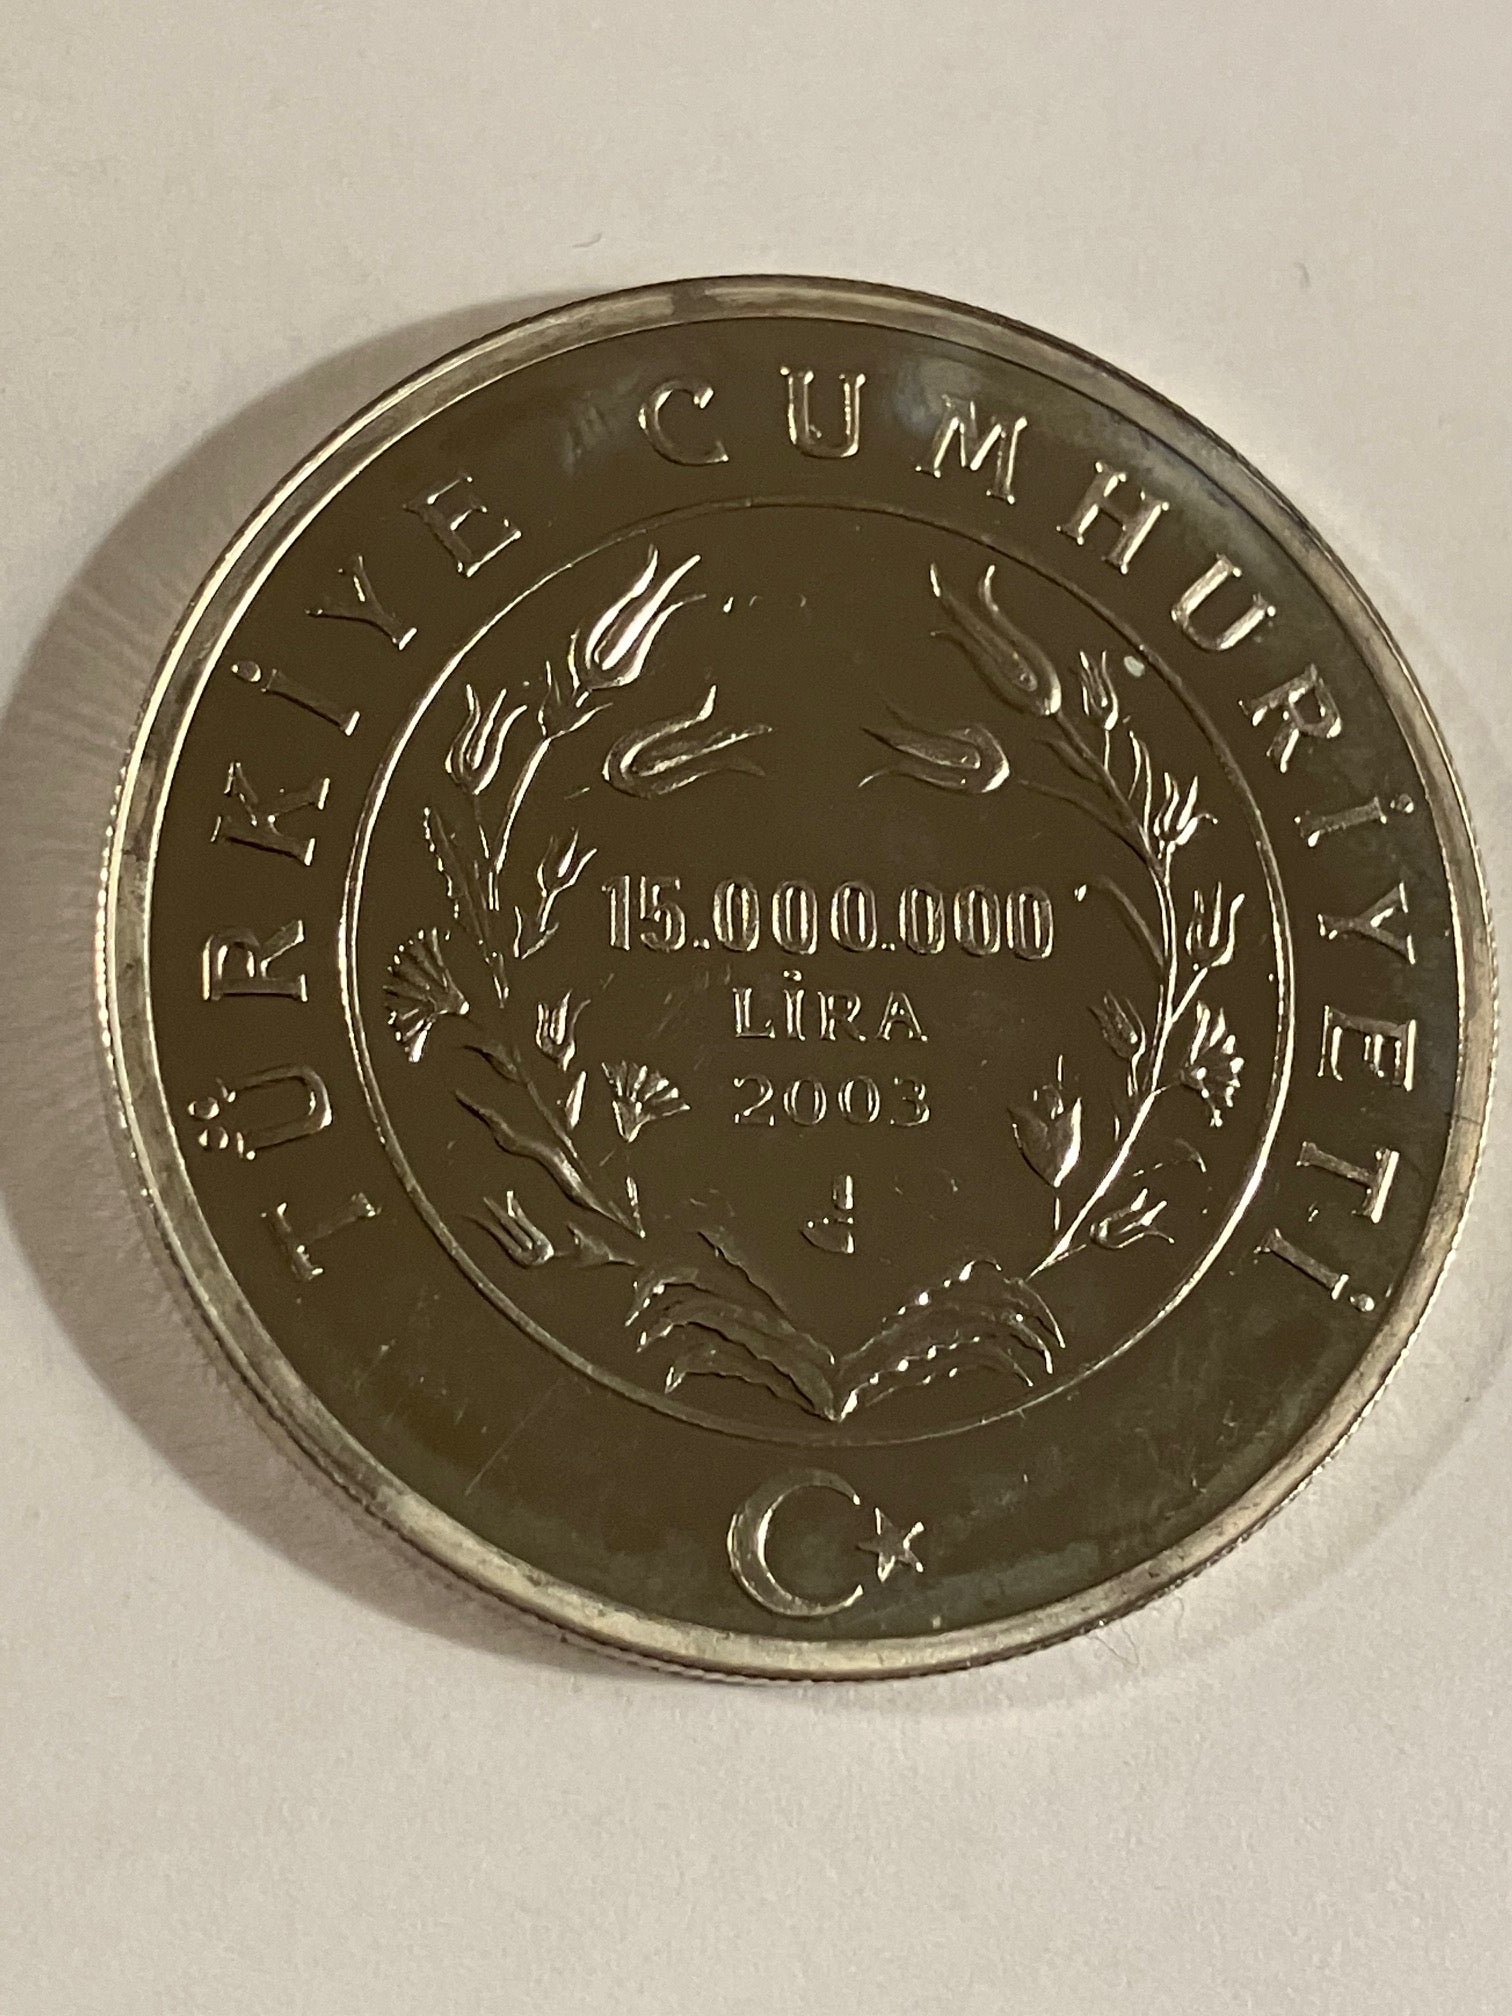 TÜRKİYE CUMHURİYETİ
15.000.000
LİRA
2003